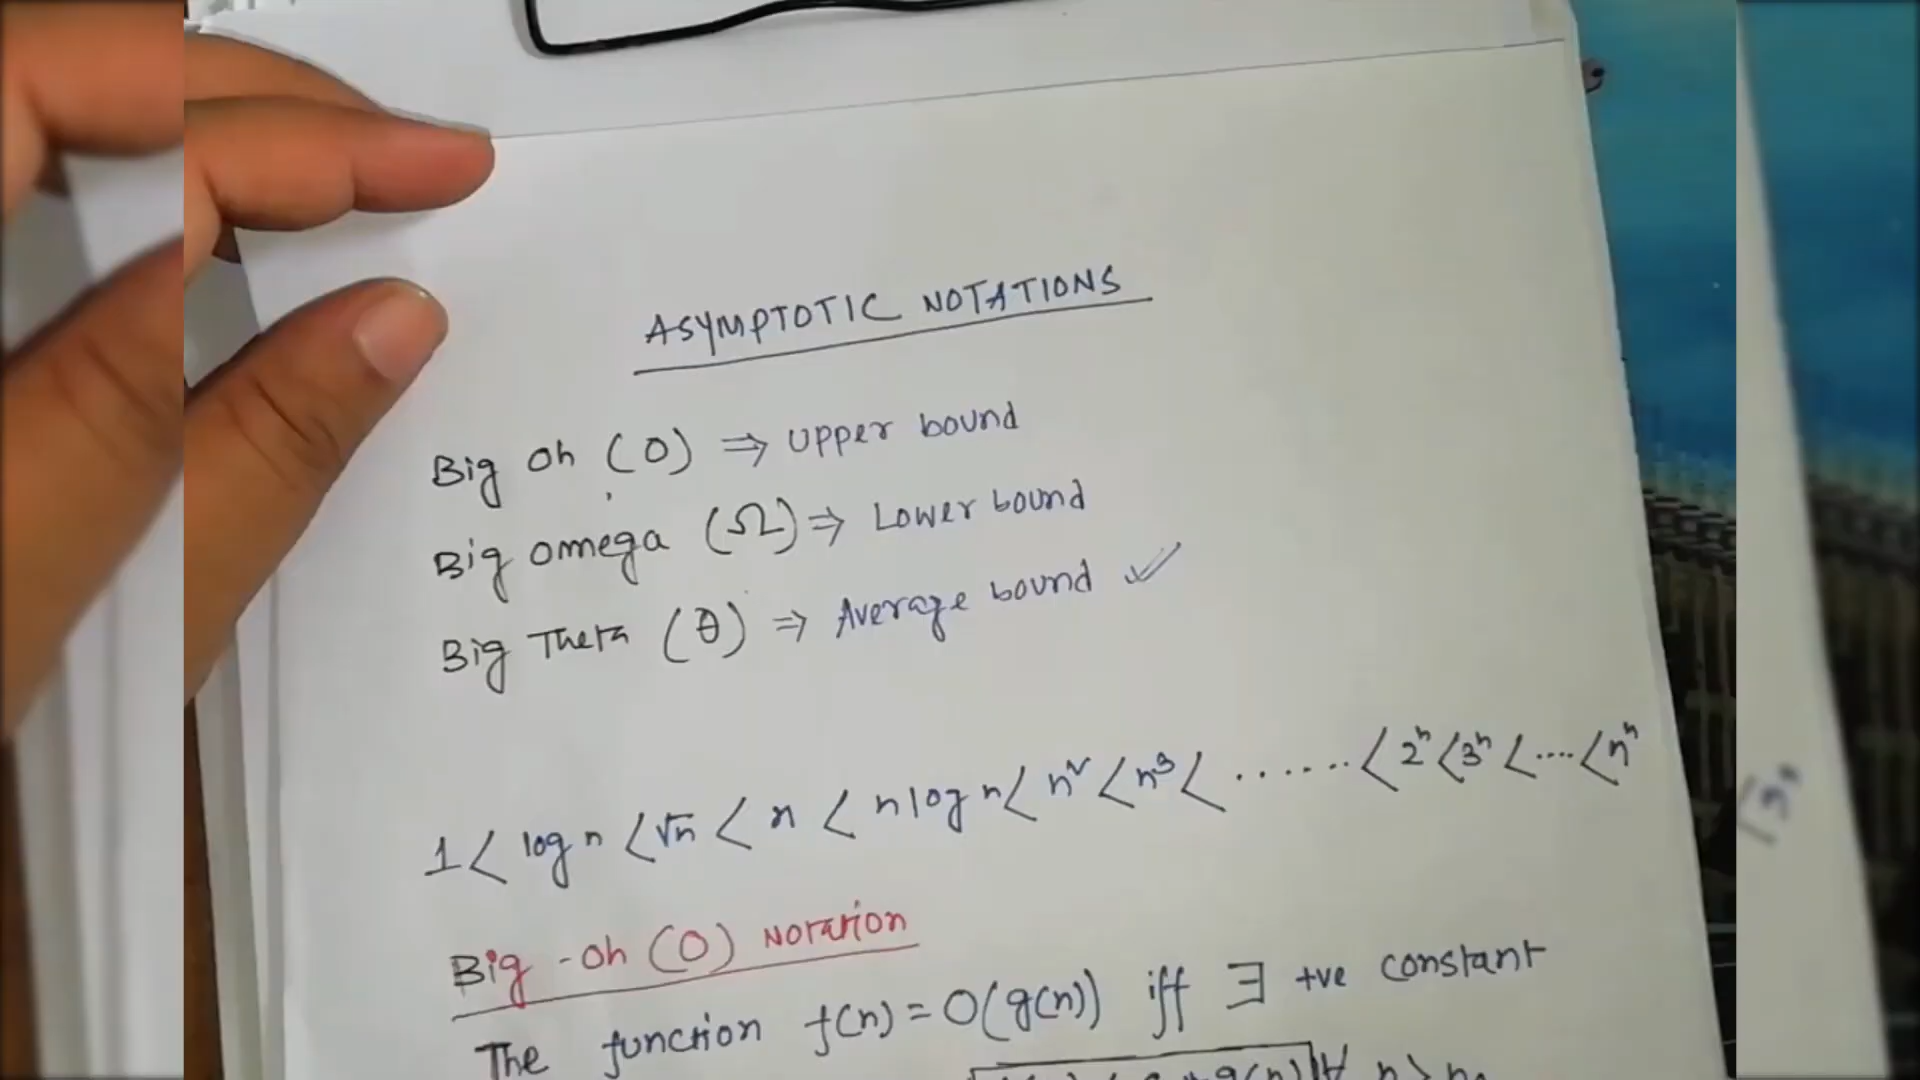 ASYMPTOTIC NOTATIONS
Big Oh (O) ⇒ Upper bound
Big omega (Ω) ⇒ Lower bound
Big Theta (θ) ⇒ Average bound ✓
1 < log n < √n < n < n log n < n² < n³ < ....... < 2ⁿ < 3ⁿ < .... < nⁿ
Big-Oh (O) Notation
The function f(n) = O(g(n)) iff ∃ +ve constant
g(n) ∀ n > n₀